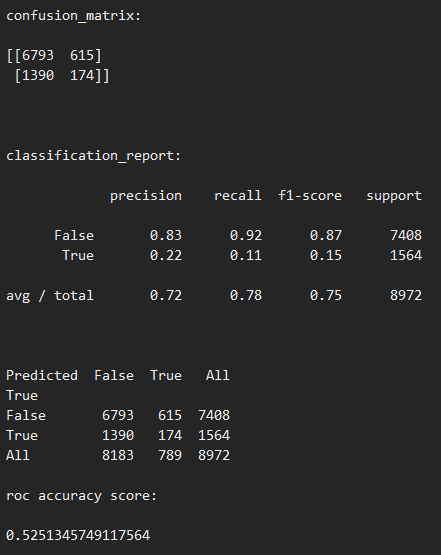 confusion_matrix:
[[6793  615]
 [1390  174]]
classification_report:
             precision    recall  f1-score   support
      False       0.83      0.92      0.87      7408
       True       0.22      0.11      0.15      1564
avg / total       0.72      0.78      0.75      8972
Predicted  False  True   All
True
False       6793   615  7408
True        1390   174  1564
All         8183   789  8972
roc accuracy score:
0.5251345749117564